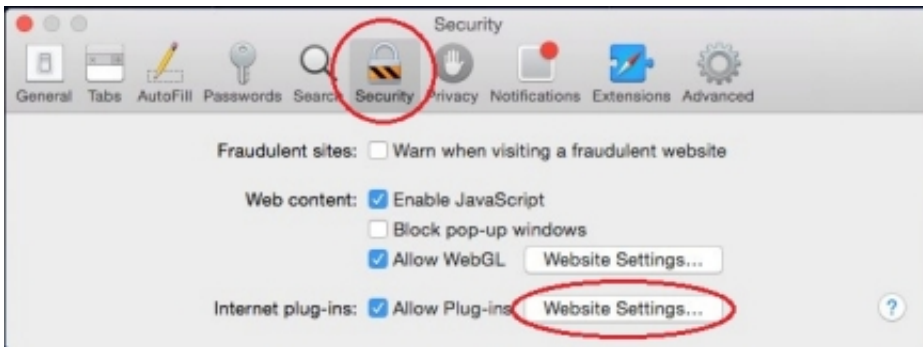 Security
General Tabs AutoFill Passwords Search Security Privacy Notifications Extensions Advanced
Fraudulent sites: Warn when visiting a fraudulent website
Web content: Enable JavaScript
Block pop-up windows
Allow WebGL Website Settings...
Internet plug-ins: Allow Plug-ins Website Settings... ?